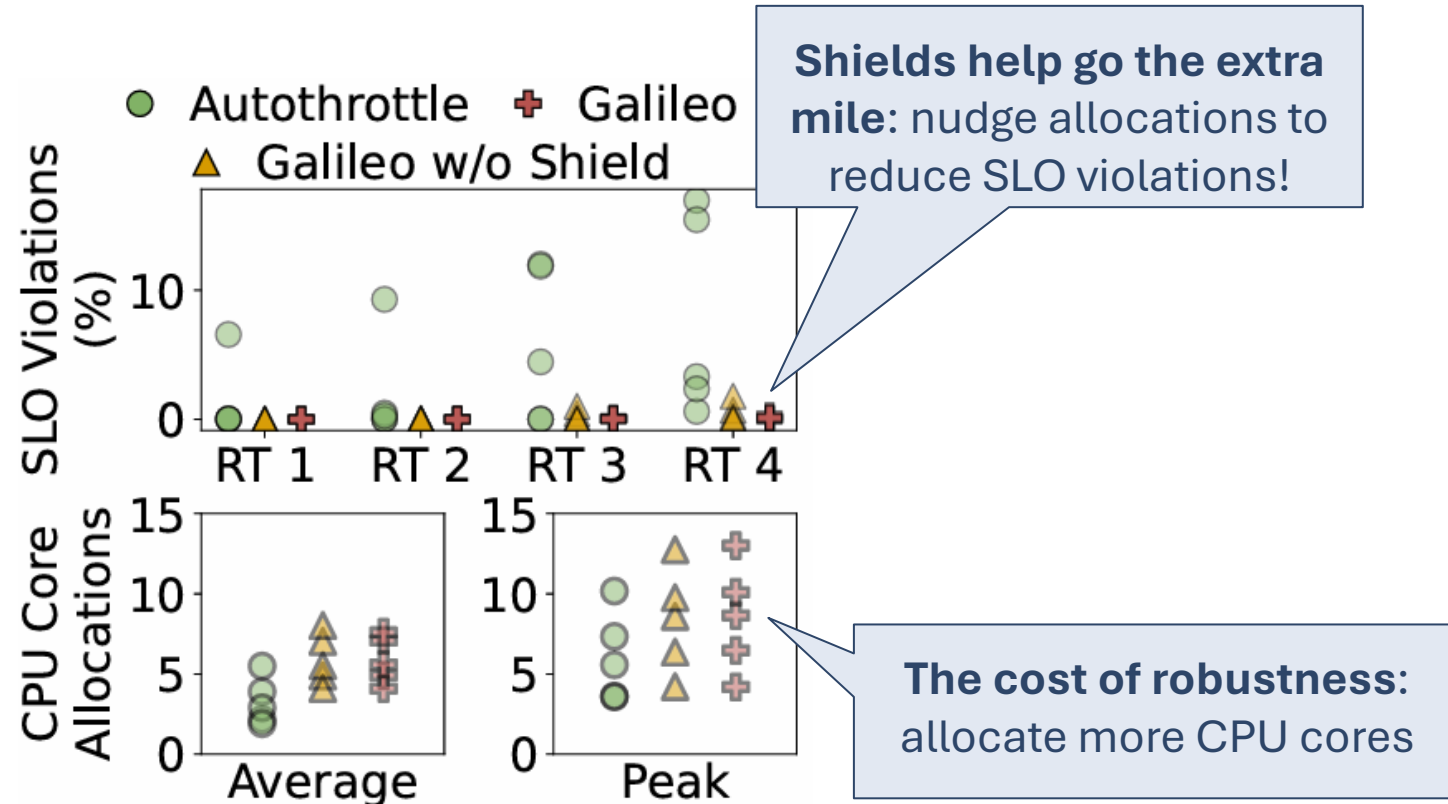 Autothrottle
Galileo
Galileo w/o Shield
Shields help go the extra
mile: nudge allocations to
reduce SLO violations!
SLO Violations
(%)
10
0
RT 1
RT 2
RT 3
RT 4
CPU Core
Allocations
15
10
5
0
Average
15
10
5
0
Peak
The cost of robustness:
allocate more CPU cores